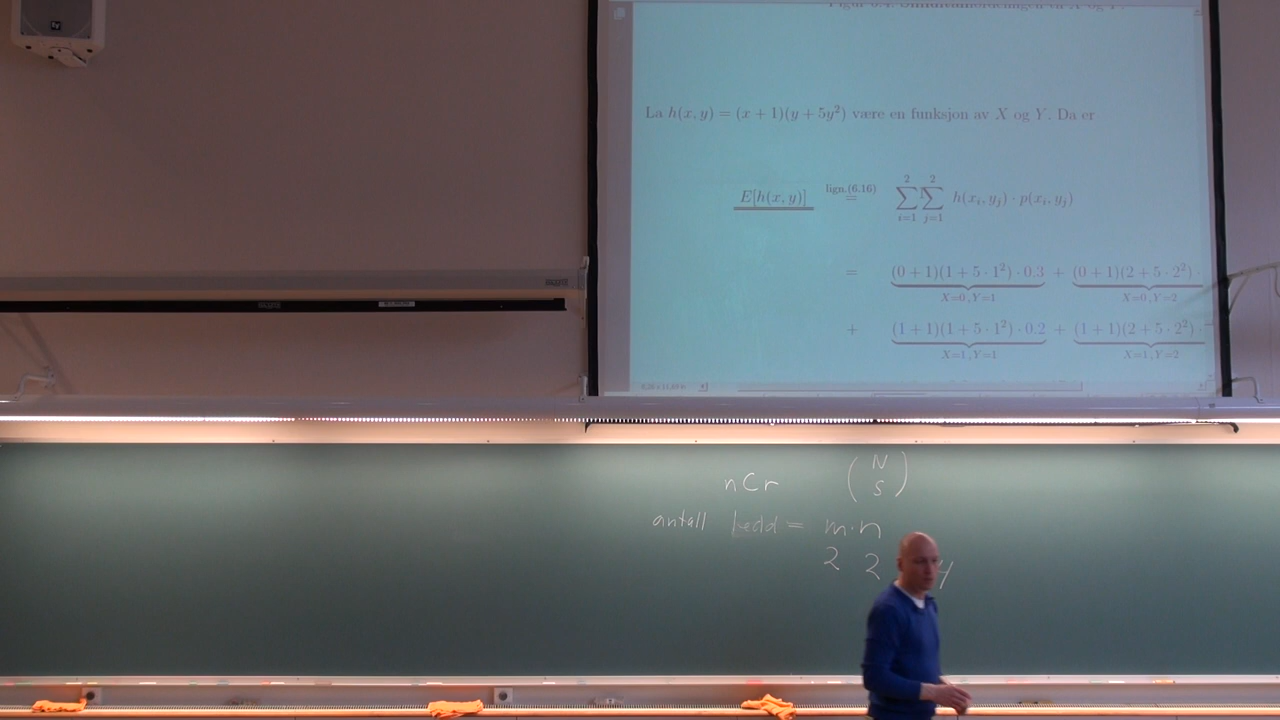 La h(x, y) = (x + 1)(y + 5y²) være en funksjon av X og Y. Da er
E[h(x, y)] lign.(6.16) = ∑_{i=1}^{2} ∑_{j=1}^{2} h(x_i, y_j) · p(x_i, y_j)
= (0 + 1)(1 + 5 · 1²) · 0.3 + (0 + 1)(2 + 5 · 2²) ·
X=0, Y=1 X=0, Y=2
+ (1 + 1)(1 + 5 · 1²) · 0.2 + (1 + 1)(2 + 5 · 2²) ·
X=1, Y=1 X=1, Y=2
nCr (N S)
antall ledd = m·n
2 2